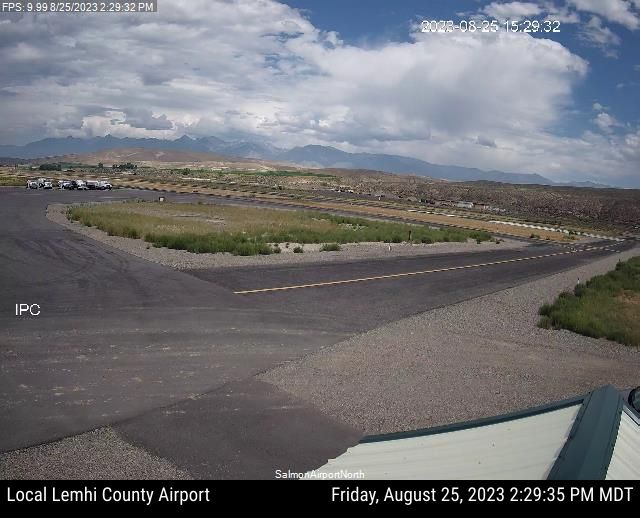 FPS: 9.99 8/25/2023 2:29:32 PM
2023-08-25 15:29:32
IPC
SalmonAirportNorth
Local Lemhi County Airport
Friday, August 25, 2023 2:29:35 PM MDT